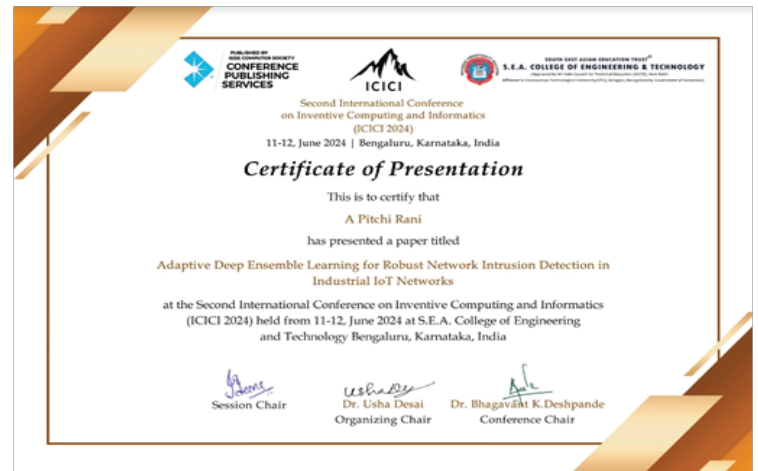 PUBLISHED BY
IEEE COMPUTER SOCIETY
CONFERENCE
PUBLISHING
SERVICES
ICICI
SOUTH EAST ASIAN EDUCATION TRUST®
S.E.A. COLLEGE OF ENGINEERING & TECHNOLOGY
Second International Conference
on Inventive Computing and Informatics
(ICICI 2024)
11-12, June 2024 | Bengaluru, Karnataka, India
Certificate of Presentation
This is to certify that
A Pitchi Rani
has presented a paper titled
Adaptive Deep Ensemble Learning for Robust Network Intrusion Detection in
Industrial IoT Networks
at the Second International Conference on Inventive Computing and Informatics
(ICICI 2024) held from 11-12, June 2024 at S.E.A. College of Engineering
and Technology Bengaluru, Karnataka, India
Session Chair
Dr. Usha Desai
Organizing Chair
Dr. Bhagavant K.Deshpande
Conference Chair